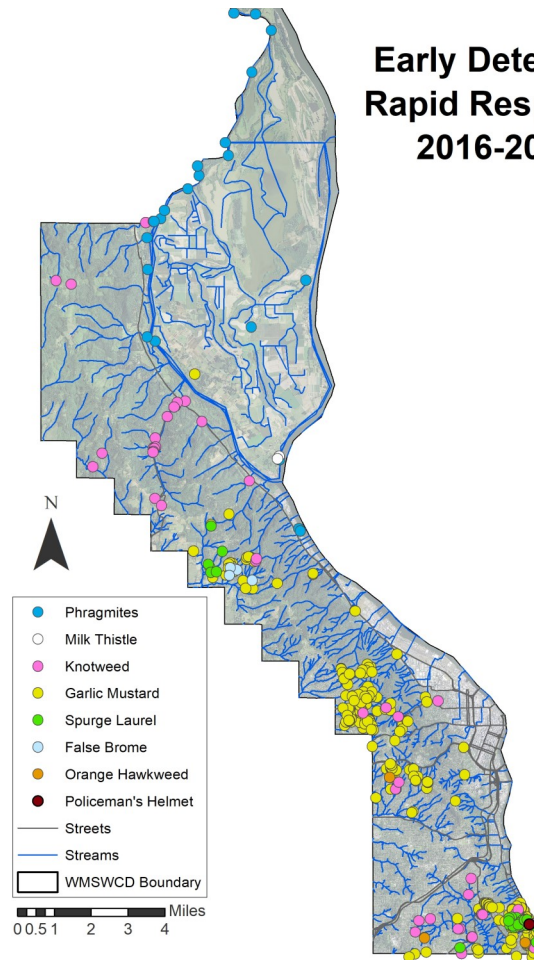 Early Dete
Rapid Res
2016-20
N
Phragmites
Milk Thistle
Knotweed
Garlic Mustard
Spurge Laurel
False Brome
Orange Hawkweed
Policeman's Helmet
Streets
Streams
WMSWCD Boundary
Miles
0 0.5 1 2 3 4